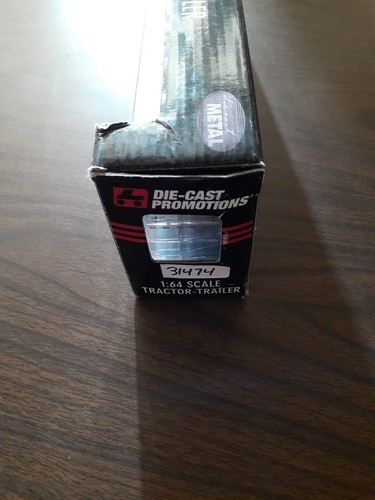 METAL
DIE-CAST
PROMOTIONS
31474
1:64 SCALE
TRACTOR-TRAILER